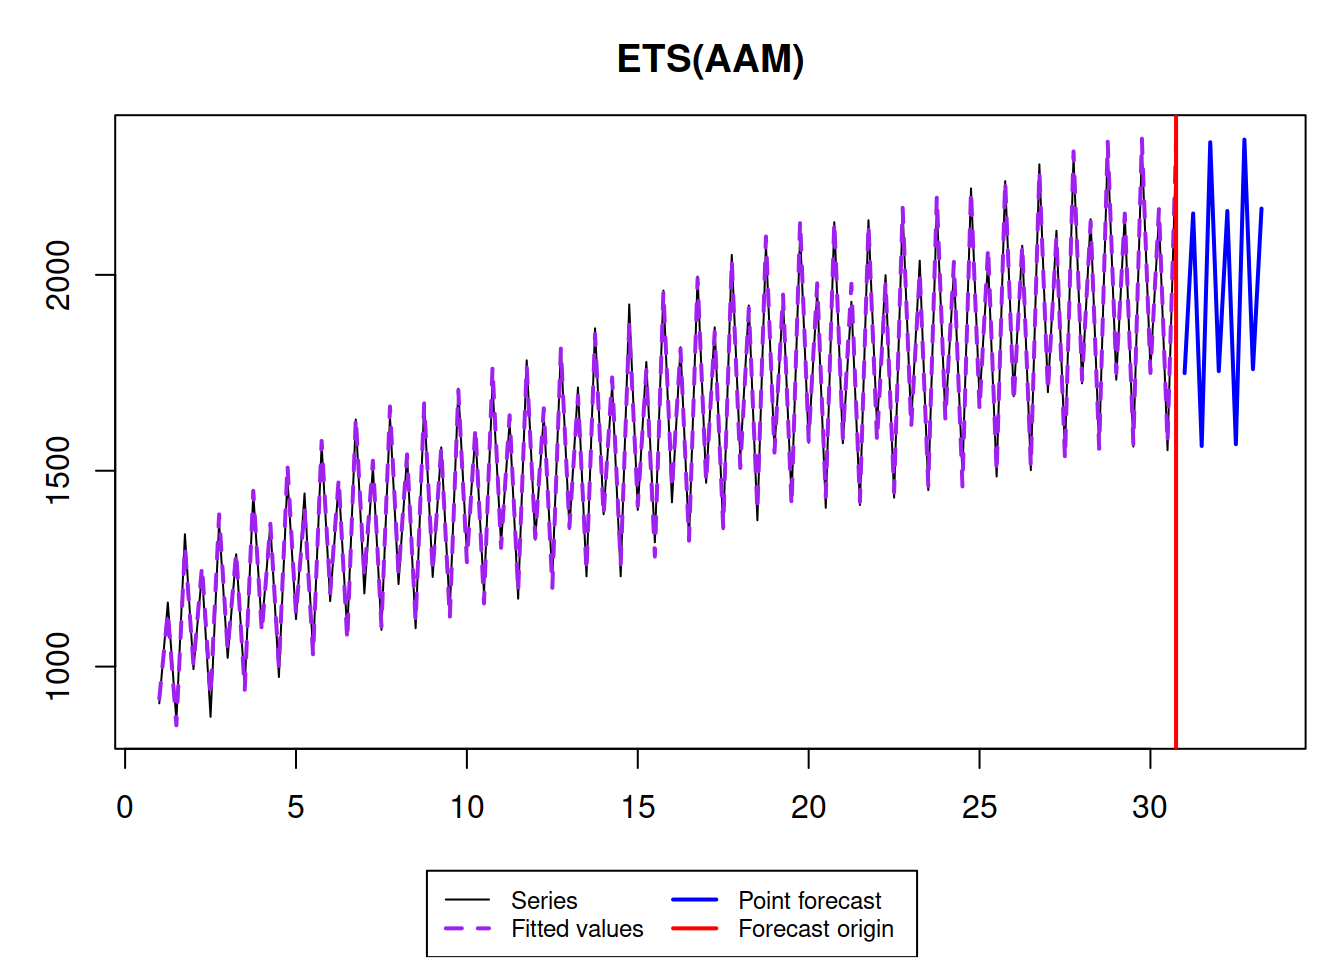 ETS(AAM)
2000
1500
1000
0 5 10 15 20 25 30
Series
Fitted values
Point forecast
Forecast origin